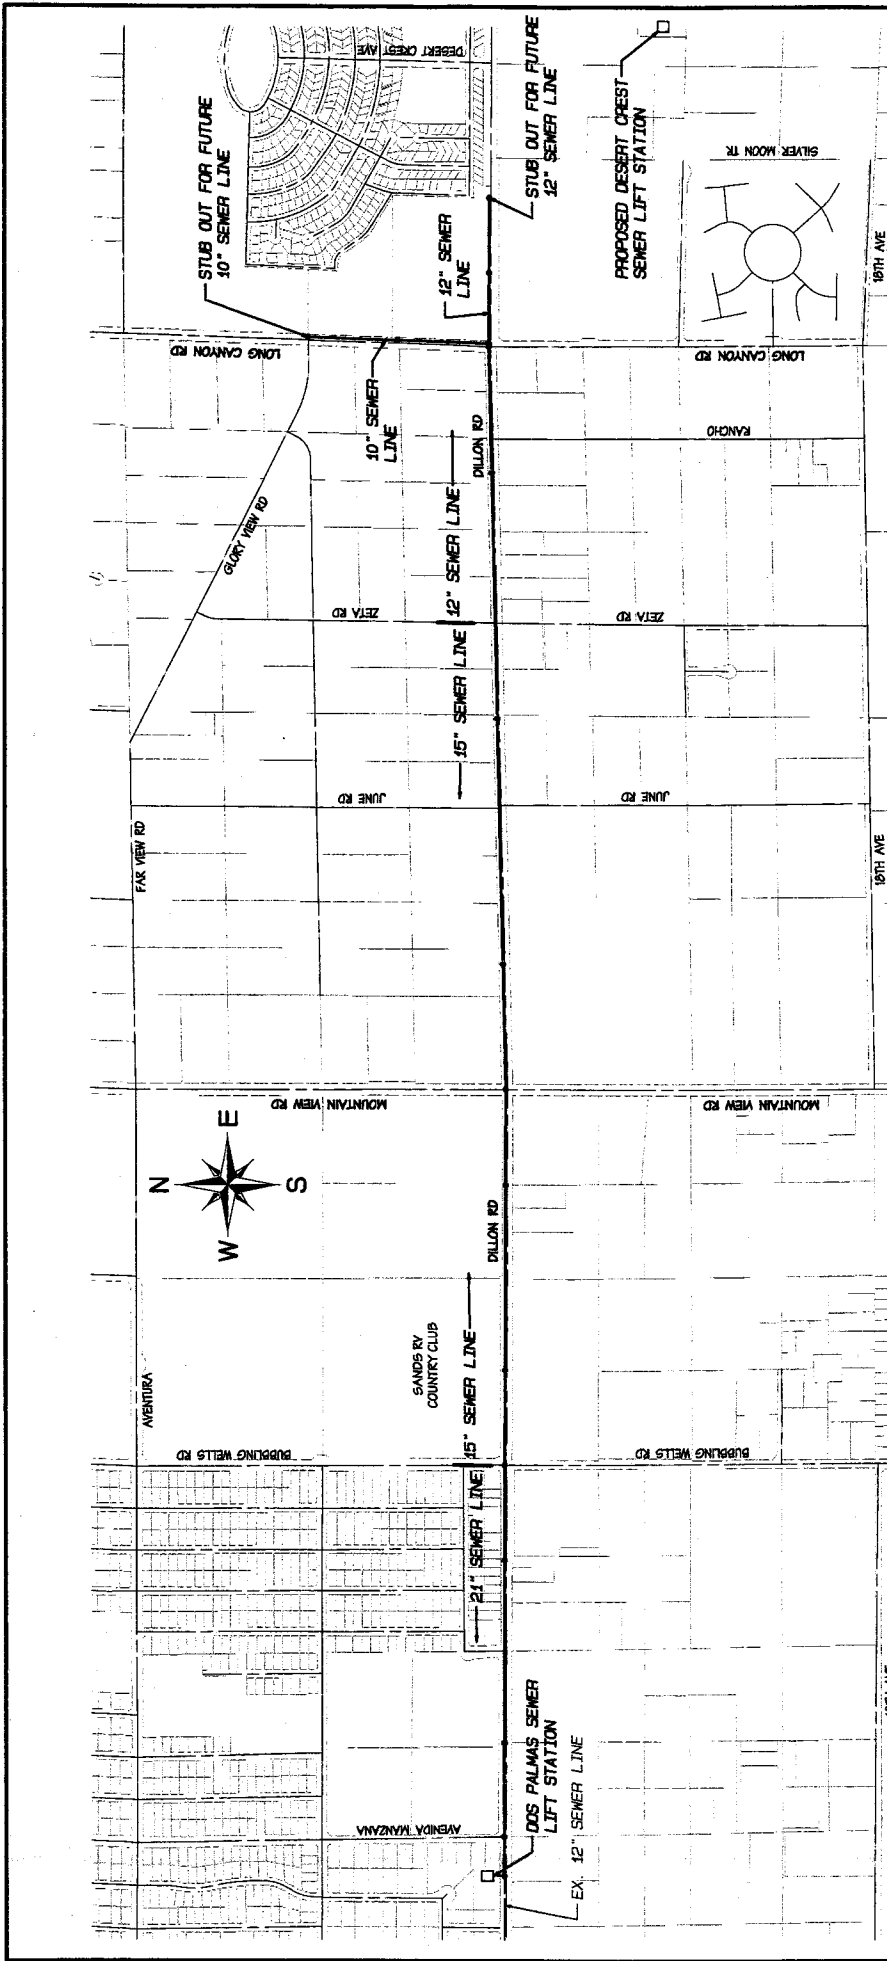 STUB OUT FOR FUTURE
10" SEWER LINE
DESERT CREST AVE
STUB OUT FOR FUTURE
12" SEWER LINE
PROPOSED DESERT CREST
SEWER LIFT STATION
SILVER MOON TR
18TH AVE
12" SEWER
LINE
LONG CANYON RD
LONG CANYON RD
10" SEWER
LINE
DILLON RD
RANCHO
GLORY VIEW RD
12" SEWER LINE
ZETA RD
ZETA RD
15" SEWER LINE
JUNE RD
JUNE RD
FAR VIEW RD
18TH AVE
MOUNTAIN VIEW RD
MOUNTAIN VIEW RD
N
E
S
W
DILLON RD
SANDS RV
COUNTRY CLUB
15" SEWER LINE
AVENTURA
BUBBLING WELLS RD
BUBBLING WELLS RD
21" SEWER LINE
DOS PALMAS SEWER
LIFT STATION
AVENIDA MANZANA
EX. 12" SEWER LINE